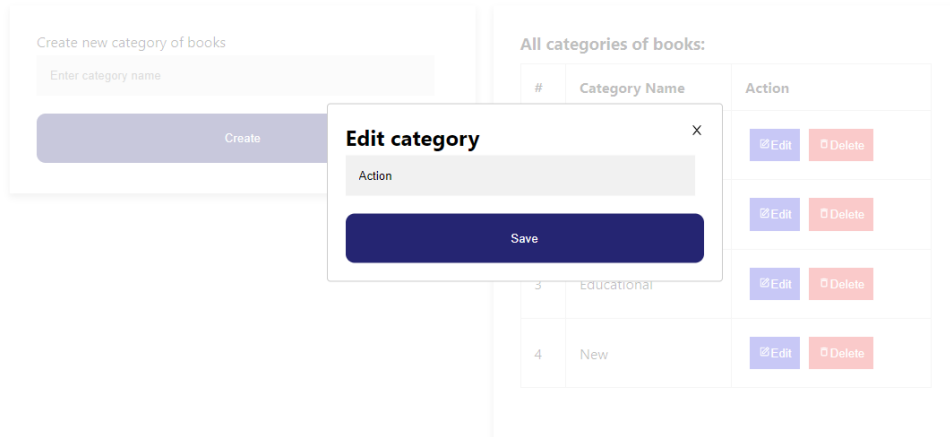 Create new category of books
Enter category name
Create
All categories of books:
# Category Name Action
Edit Delete
Edit Delete
3 Educational Edit Delete
4 New Edit Delete
Edit category
X
Action
Save